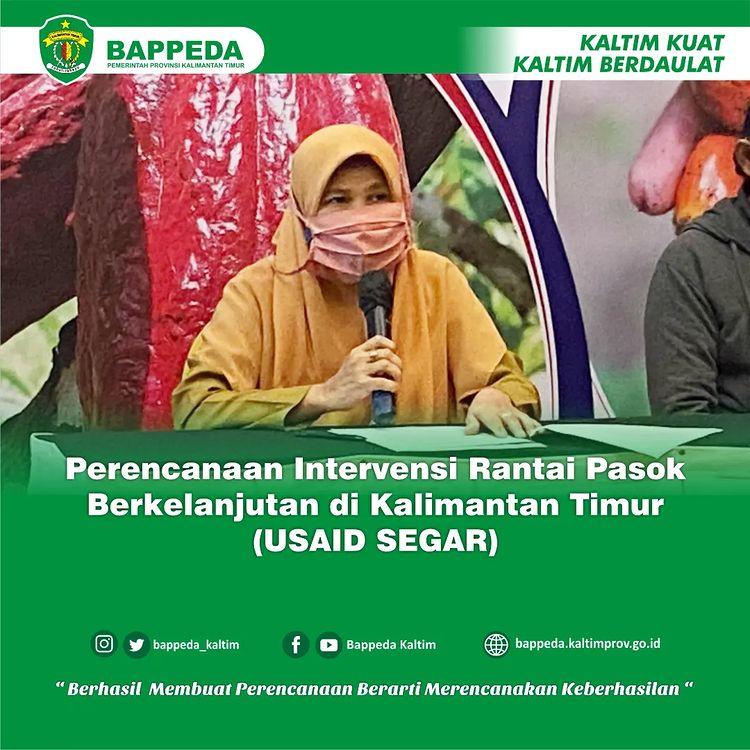 BAPPEDA
PEMERINTAH PROVINSI KALIMANTAN TIMUR
KALTIM KUAT
KALTIM BERDAULAT
Perencanaan Intervensi Rantai Pasok
Berkelanjutan di Kalimantan Timur
(USAID SEGAR)
bappeda_kaltim
Bappeda Kaltim
bappeda.kaltimprov.go.id
“ Berhasil Membuat Perencanaan Berarti Merencanakan Keberhasilan “